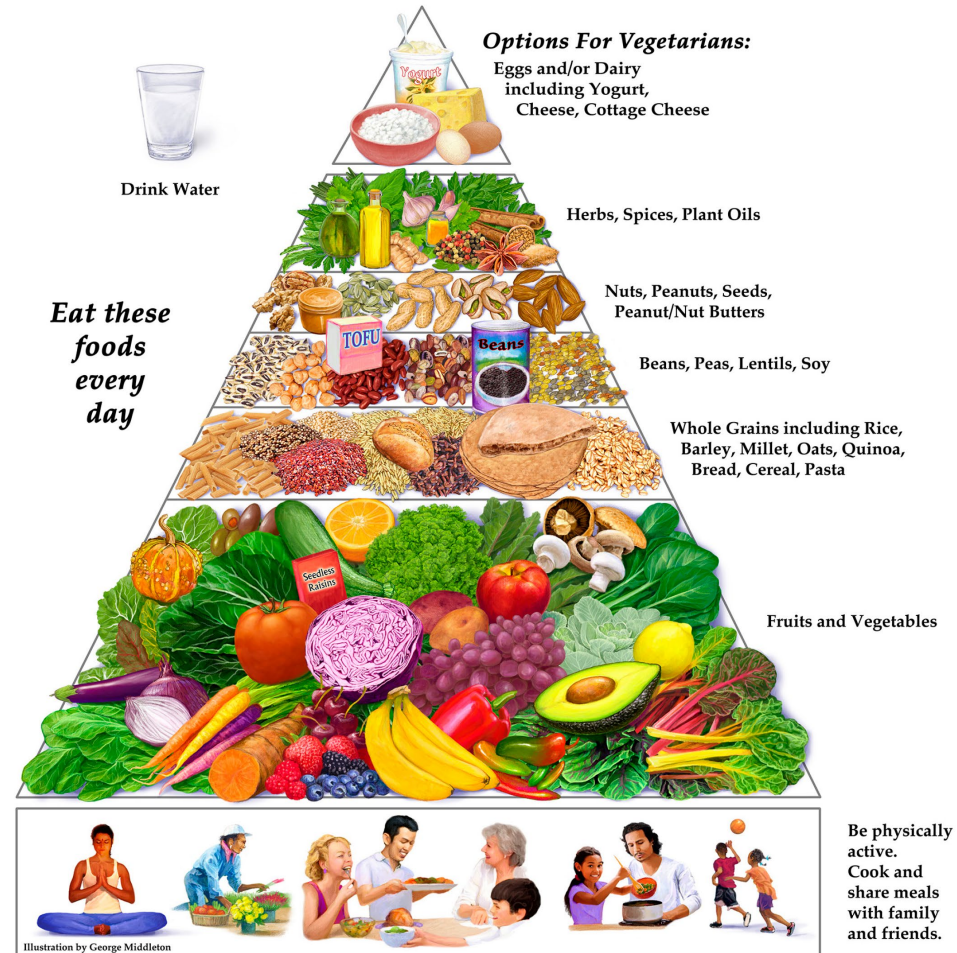 Options For Vegetarians:
Eggs and/or Dairy
including Yogurt,
Cheese, Cottage Cheese
Yogurt
Drink Water
Herbs, Spices, Plant Oils
Eat these
foods
every
day
Nuts, Peanuts, Seeds,
Peanut/Nut Butters
TOFU
Beans
Beans, Peas, Lentils, Soy
Whole Grains including Rice,
Barley, Millet, Oats, Quinoa,
Bread, Cereal, Pasta
Seedless
Raisins
Fruits and Vegetables
Be physically
active.
Cook and
share meals
with family
and friends.
Illustration by George Middleton